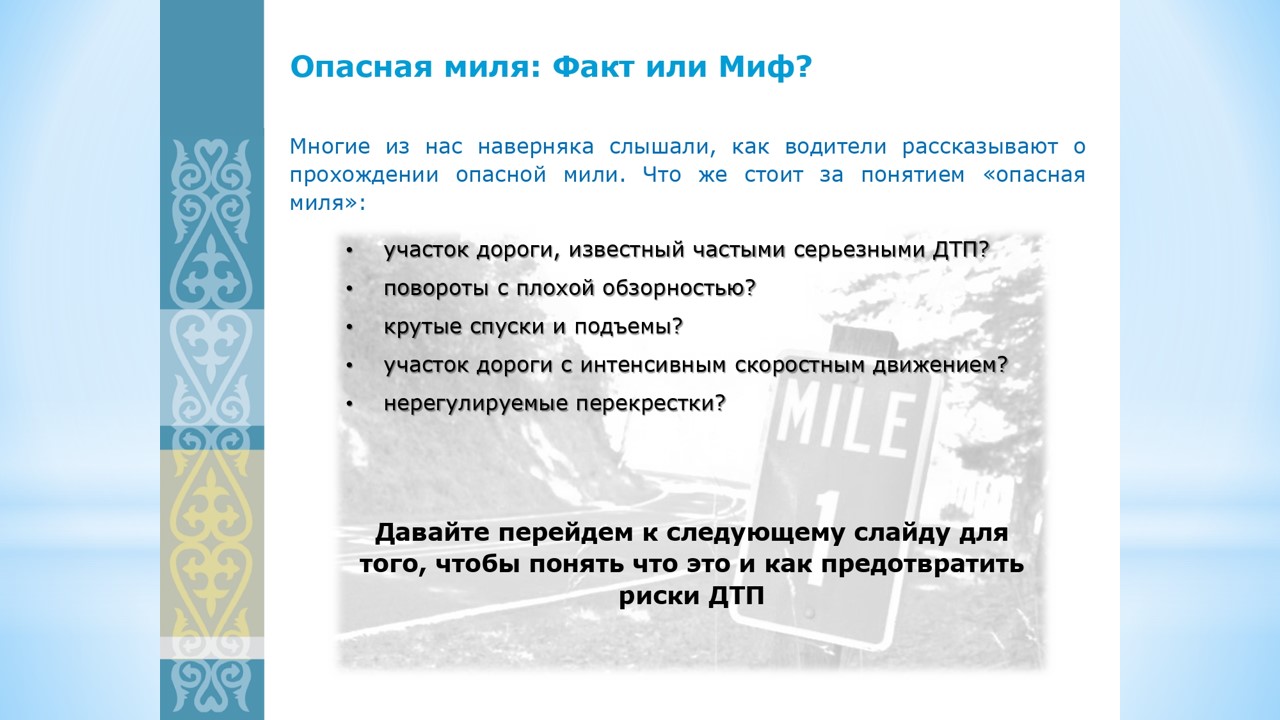 Опасная миля: Факт или Миф?
Многие из нас наверняка слышали, как водители рассказывают о
прохождении опасной мили. Что же стоит за понятием «опасная
миля»:
• участок дороги, известный частыми серьезными ДТП?
• повороты с плохой обзорностью?
• крутые спуски и подъемы?
• участок дороги с интенсивным скоростным движением?
• нерегулируемые перекрестки?
MILE
1
Давайте перейдем к следующему слайду для
того, чтобы понять что это и как предотвратить
риски ДТП